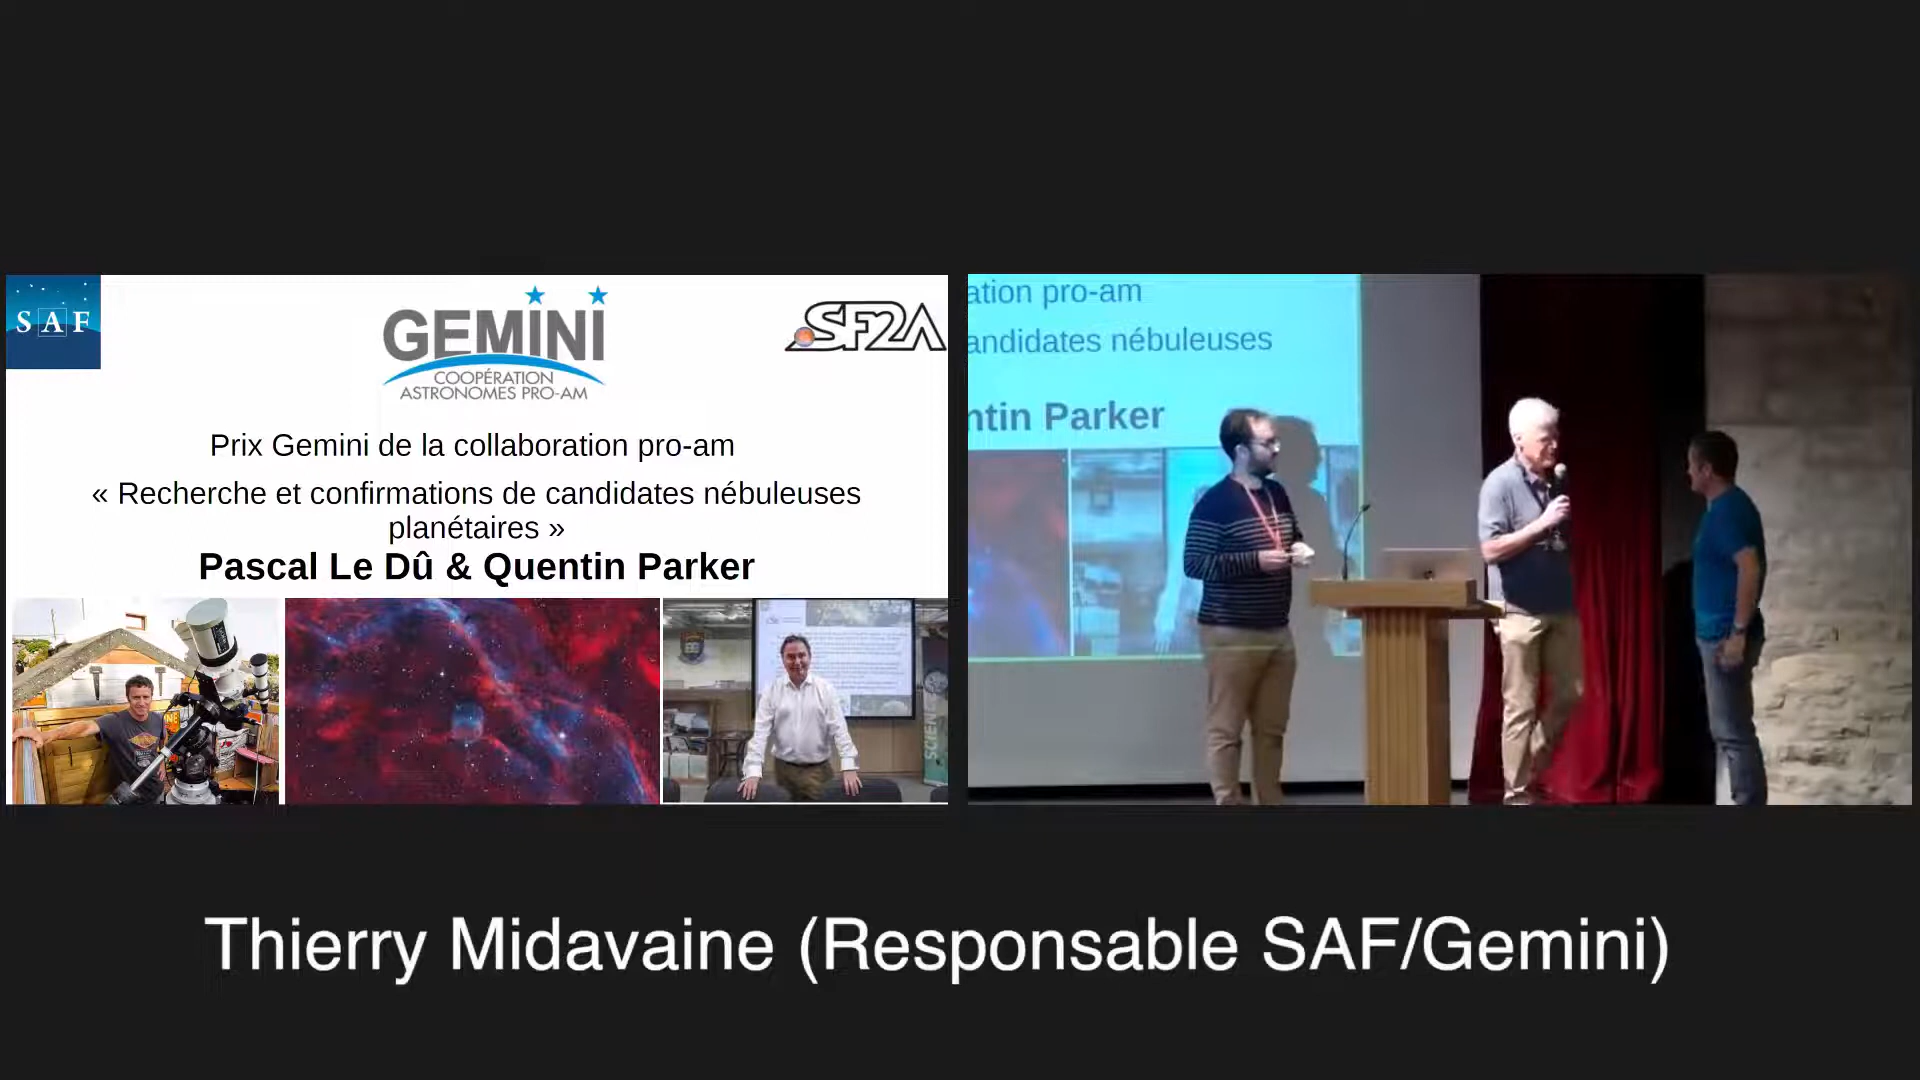 SAF
GEMINI
COOPÉRATION
ASTRONOMES PRO-AM
SF2A
Prix Gemini de la collaboration pro-am
« Recherche et confirmations de candidates nébuleuses
planétaires »
Pascal Le Dû & Quentin Parker
SCIEN
ation pro-am
andidates nébuleuses
ntin Parker
Thierry Midavaine (Responsable SAF/Gemini)